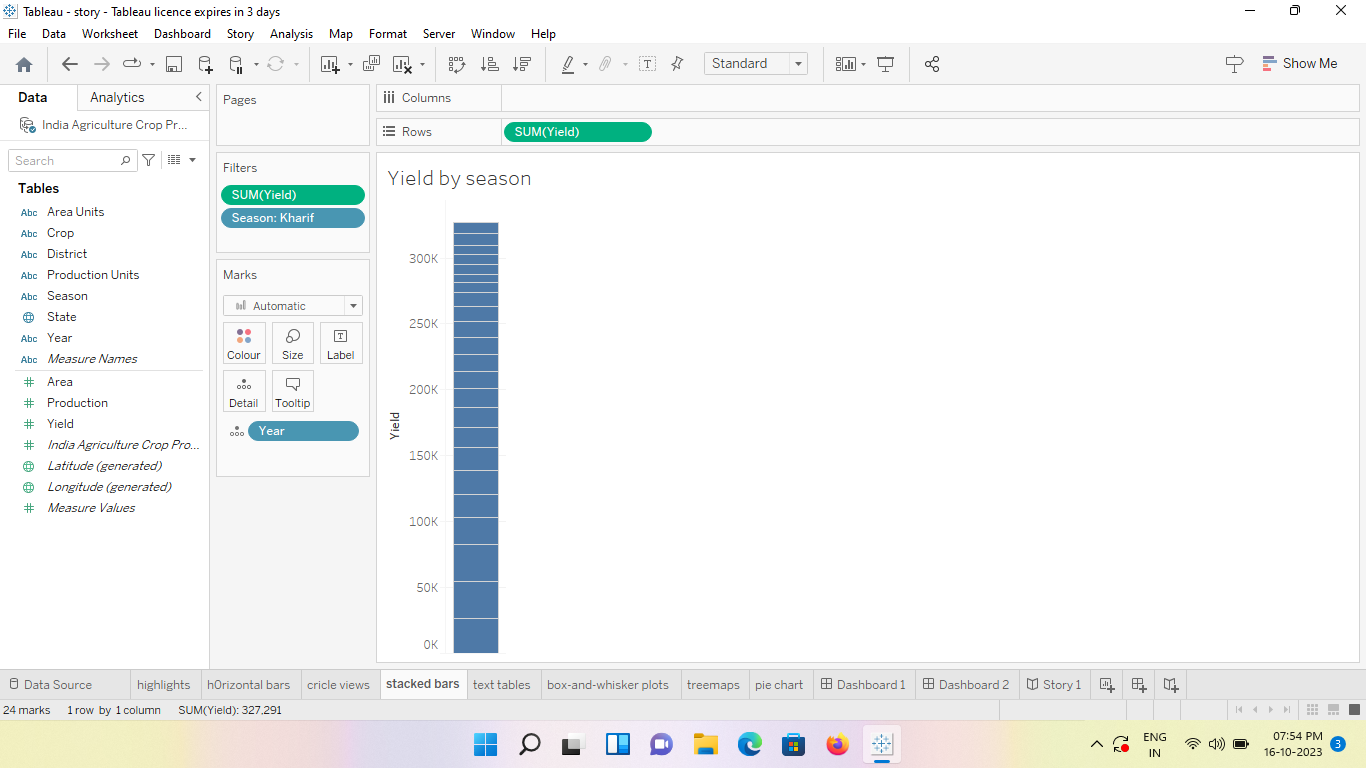 Tableau - story - Tableau licence expires in 3 days
File Data Worksheet Dashboard Story Analysis Map Format Server Window Help
Standard
Show Me
Data Analytics
India Agriculture Crop Pr...
Search
Tables
Abc Area Units
Abc Crop
Abc District
Abc Production Units
Abc Season
State
Abc Year
Abc Measure Names
# Area
# Production
# Yield
# India Agriculture Crop Pro...
Latitude (generated)
Longitude (generated)
# Measure Values
Pages
Filters
SUM(Yield)
Season: Kharif
Marks
Automatic
Colour Size Label
Detail Tooltip
Year
Columns
Rows SUM(Yield)
Yield by season
300K
250K
200K
150K
100K
50K
0K
Yield
Data Source highlights h0rizontal bars cricle views stacked bars text tables box-and-whisker plots treemaps pie chart Dashboard 1 Dashboard 2 Story 1
24 marks 1 row by 1 column SUM(Yield): 327,291
ENG
IN
07:54 PM
16-10-2023
3